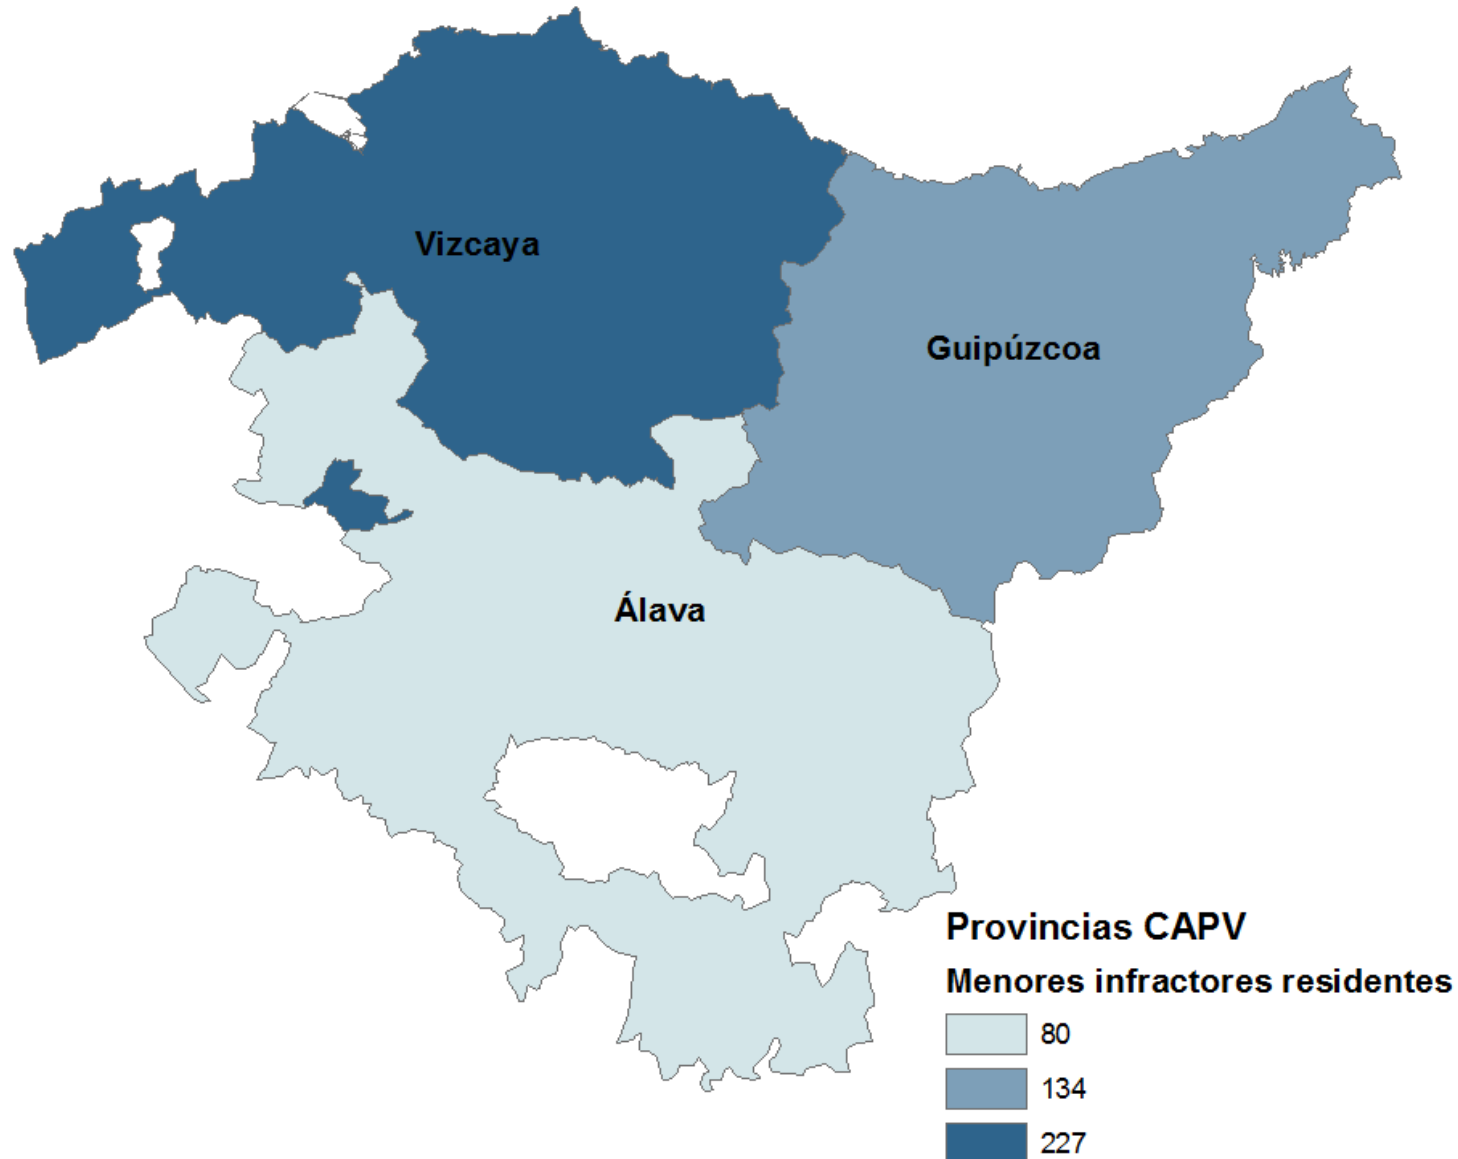 Vizcaya
Guipúzcoa
Álava
Provincias CAPV
Menores infractores residentes
80
134
227